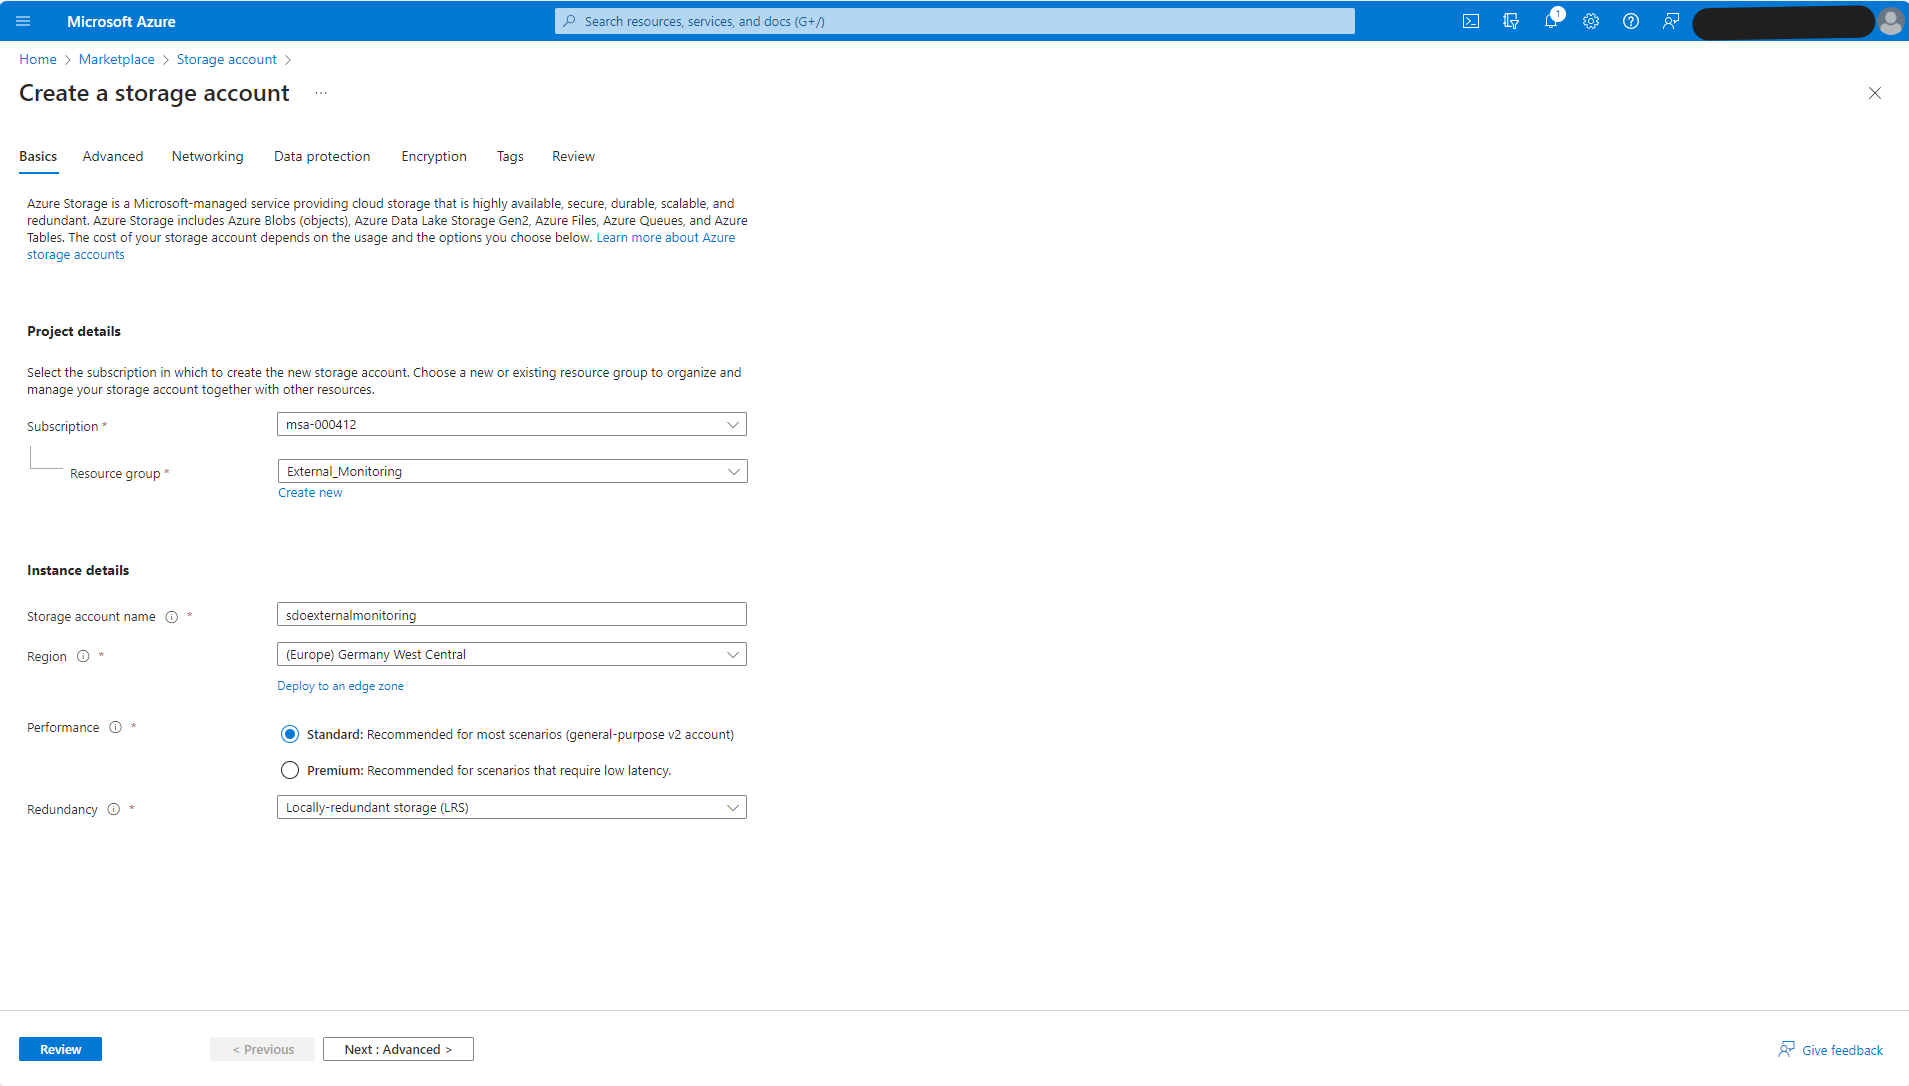 Microsoft Azure
Search resources, services, and docs (G+/)
1
Home > Marketplace > Storage account >
Create a storage account ...
Basics Advanced Networking Data protection Encryption Tags Review
Azure Storage is a Microsoft-managed service providing cloud storage that is highly available, secure, durable, scalable, and
redundant. Azure Storage includes Azure Blobs (objects), Azure Data Lake Storage Gen2, Azure Files, Azure Queues, and Azure
Tables. The cost of your storage account depends on the usage and the options you choose below. Learn more about Azure
storage accounts
Project details
Select the subscription in which to create the new storage account. Choose a new or existing resource group to organize and
manage your storage account together with other resources.
Subscription * msa-000412
Resource group * External_Monitoring
Create new
Instance details
Storage account name * sdoexternalmonitoring
Region * (Europe) Germany West Central
Deploy to an edge zone
Performance * Standard: Recommended for most scenarios (general-purpose v2 account)
Premium: Recommended for scenarios that require low latency.
Redundancy * Locally-redundant storage (LRS)
Review < Previous Next : Advanced > Give feedback